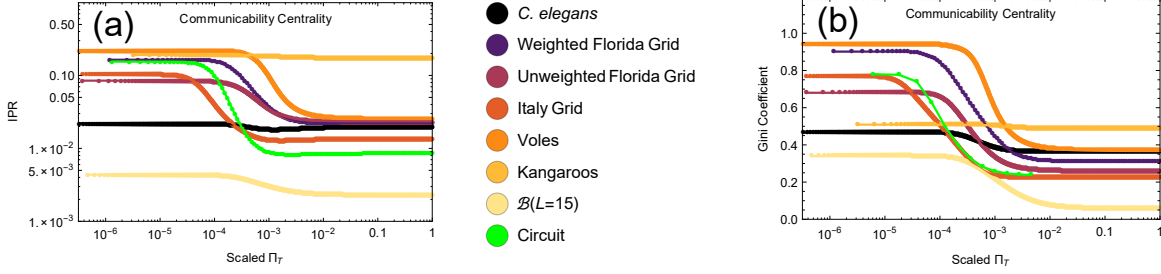 (a)
Communicability Centrality
0.50
0.10
0.05
1.×10⁻²
5.×10⁻³
1.×10⁻³
IPR
10⁻⁶
10⁻⁵
10⁻⁴
10⁻³
10⁻²
0.1
1
Scaled Π_T
C. elegans
Weighted Florida Grid
Unweighted Florida Grid
Italy Grid
Voles
Kangaroos
ℬ(L=15)
Circuit
(b)
Communicability Centrality
1.0
0.8
0.6
0.4
0.2
0.0
Gini Coefficient
10⁻⁶
10⁻⁵
10⁻⁴
10⁻³
10⁻²
0.1
1
Scaled Π_T